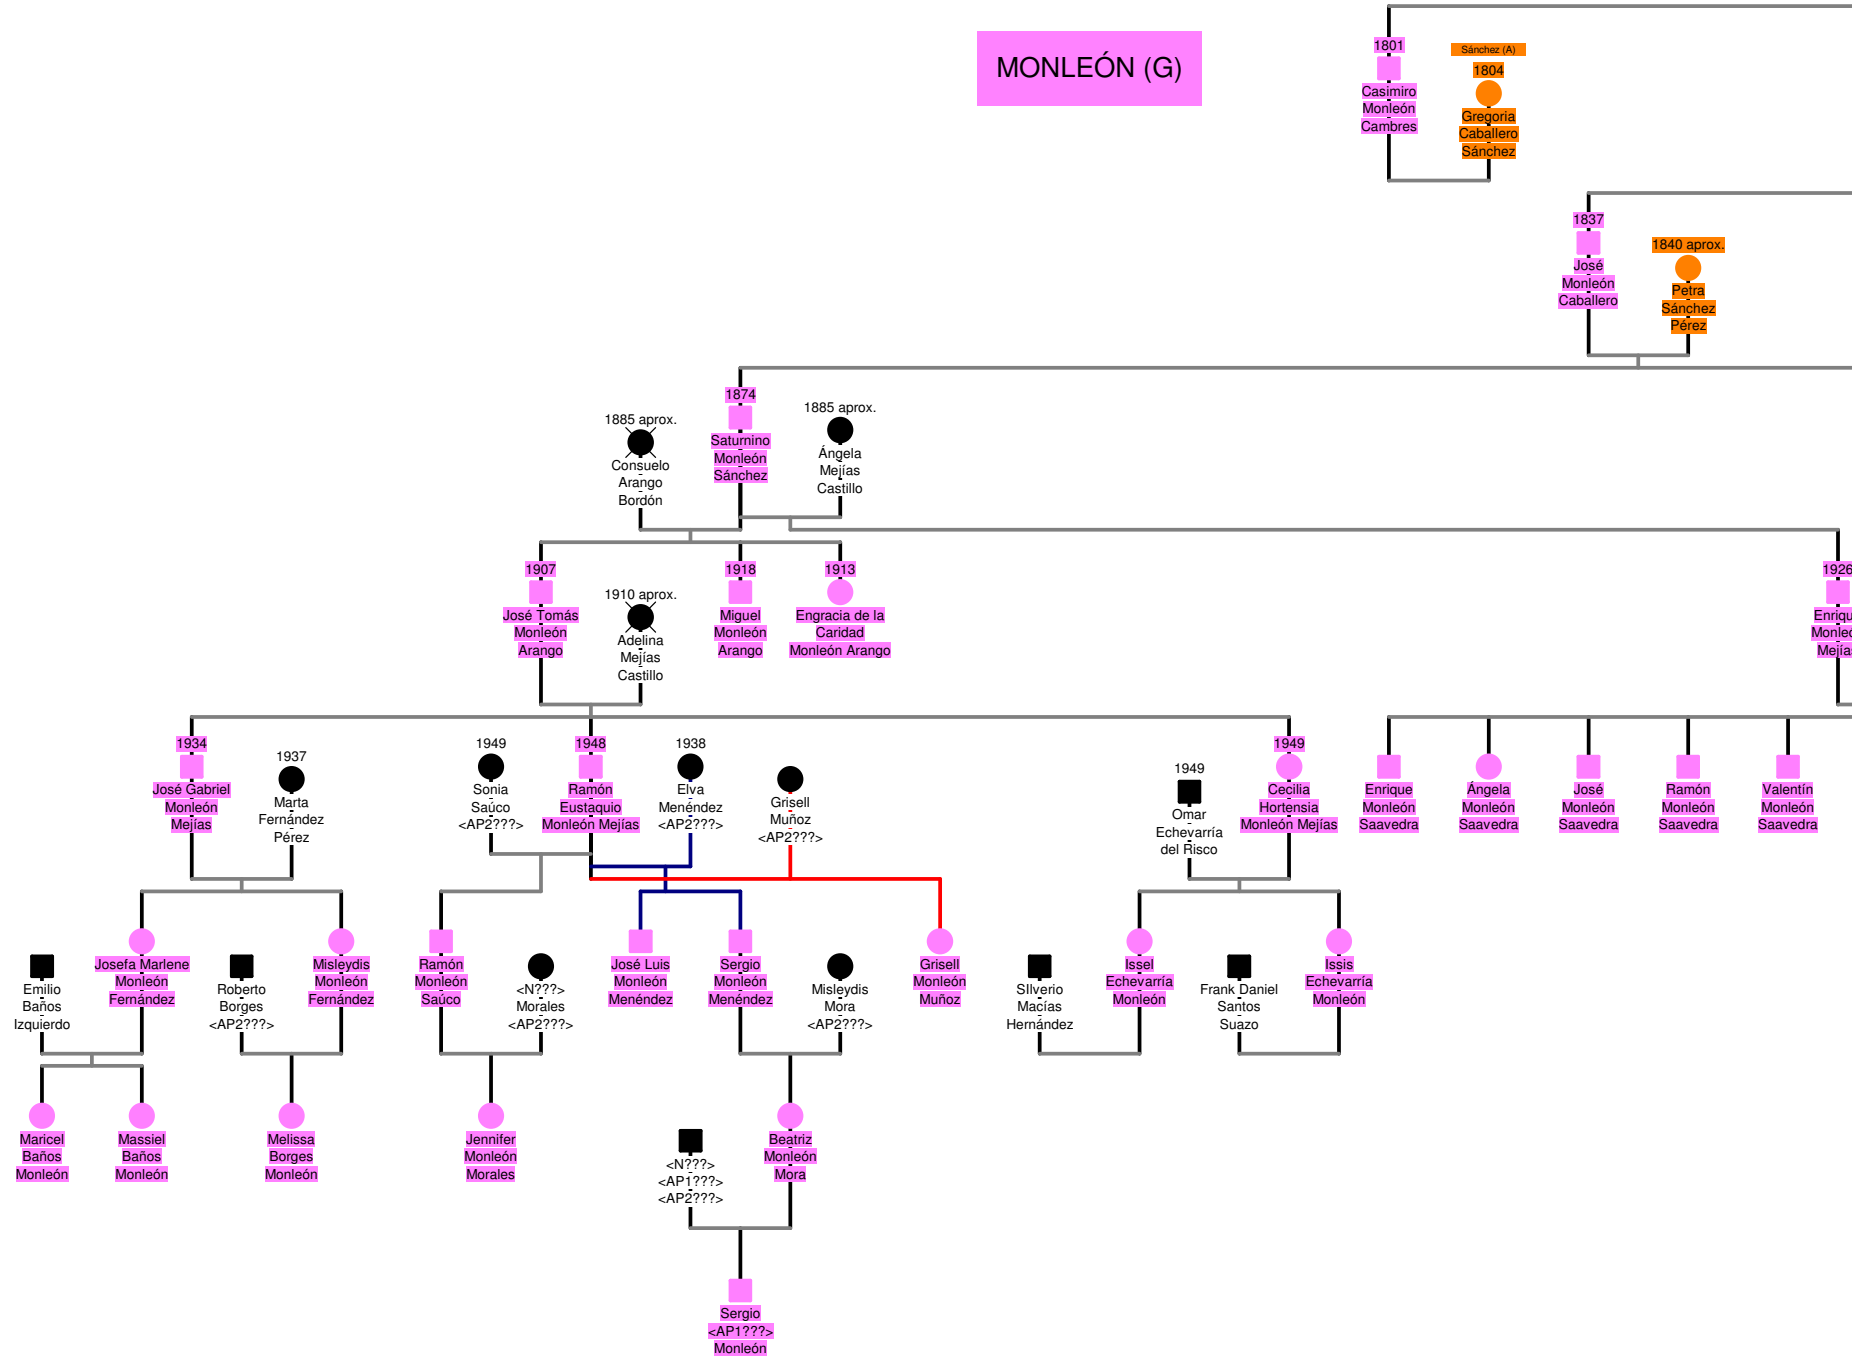 MONLEÓN (G)
1801
Casimiro
Monleón
Cambres
Sánchez (A)
1804
Gregoria
Caballero
Sánchez
1837
José
Monleón
Caballero
1840 aprox.
Petra
Sánchez
Pérez
1885 aprox.
Consuelo
Arango
Bordón
1874
Saturnino
Monleón
Sánchez
1885 aprox.
Ángela
Mejías
Castillo
1907
José Tomás
Monleón
Arango
1910 aprox.
Adelina
Mejías
Castillo
1918
Miguel
Monleón
Arango
1913
Engracia de la
Caridad
Monleón Arango
1926
Enriqu
Monleó
Mejías
1934
José Gabriel
Monleón
Mejías
1937
Marta
Fernández
Pérez
1949
Sonia
Saúco
<AP2???>
1948
Ramón
Eustaquio
Monleón Mejías
1938
Elva
Menéndez
<AP2???>
Grisell
Muñoz
<AP2???>
1949
Omar
Echevarría
del Risco
1949
Cecilia
Hortensia
Monleón Mejías
Enrique
Monleón
Saavedra
Ángela
Monleón
Saavedra
José
Monleón
Saavedra
Ramón
Monleón
Saavedra
Valentín
Monleón
Saavedra
Emilio
Baños
Izquierdo
Josefa Marlene
Monleón
Fernández
Roberto
Borges
<AP2???>
Misleydis
Monleón
Fernández
Ramón
Monleón
Saúco
<N???>
Morales
<AP2???>
José Luis
Monleón
Menéndez
Sergio
Monleón
Menéndez
Misleydis
Mora
<AP2???>
Grisell
Monleón
Muñoz
SIlverio
Macías
Hernández
Issel
Echevarría
Monleón
Frank Daniel
Santos
Suazo
Issis
Echevarría
Monleón
Maricel
Baños
Monleón
Massiel
Baños
Monleón
Melissa
Borges
Monleón
Jennifer
Monleón
Morales
<N???>
<AP1???>
<AP2???>
Beatriz
Monleón
Mora
Sergio
<AP1???>
Monleón